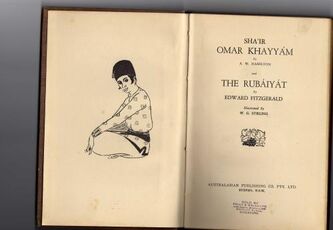 SHA'IR
OMAR KHAYYÁM
by
A. W. HAMILTON
and
THE RUBÁIYÁT
by
EDWARD FITZGERALD
Illustrated by
W. G. STIRLING
AUSTRALASIAN PUBLISHING CO. PTY. LTD.
SYDNEY, N.S.W.